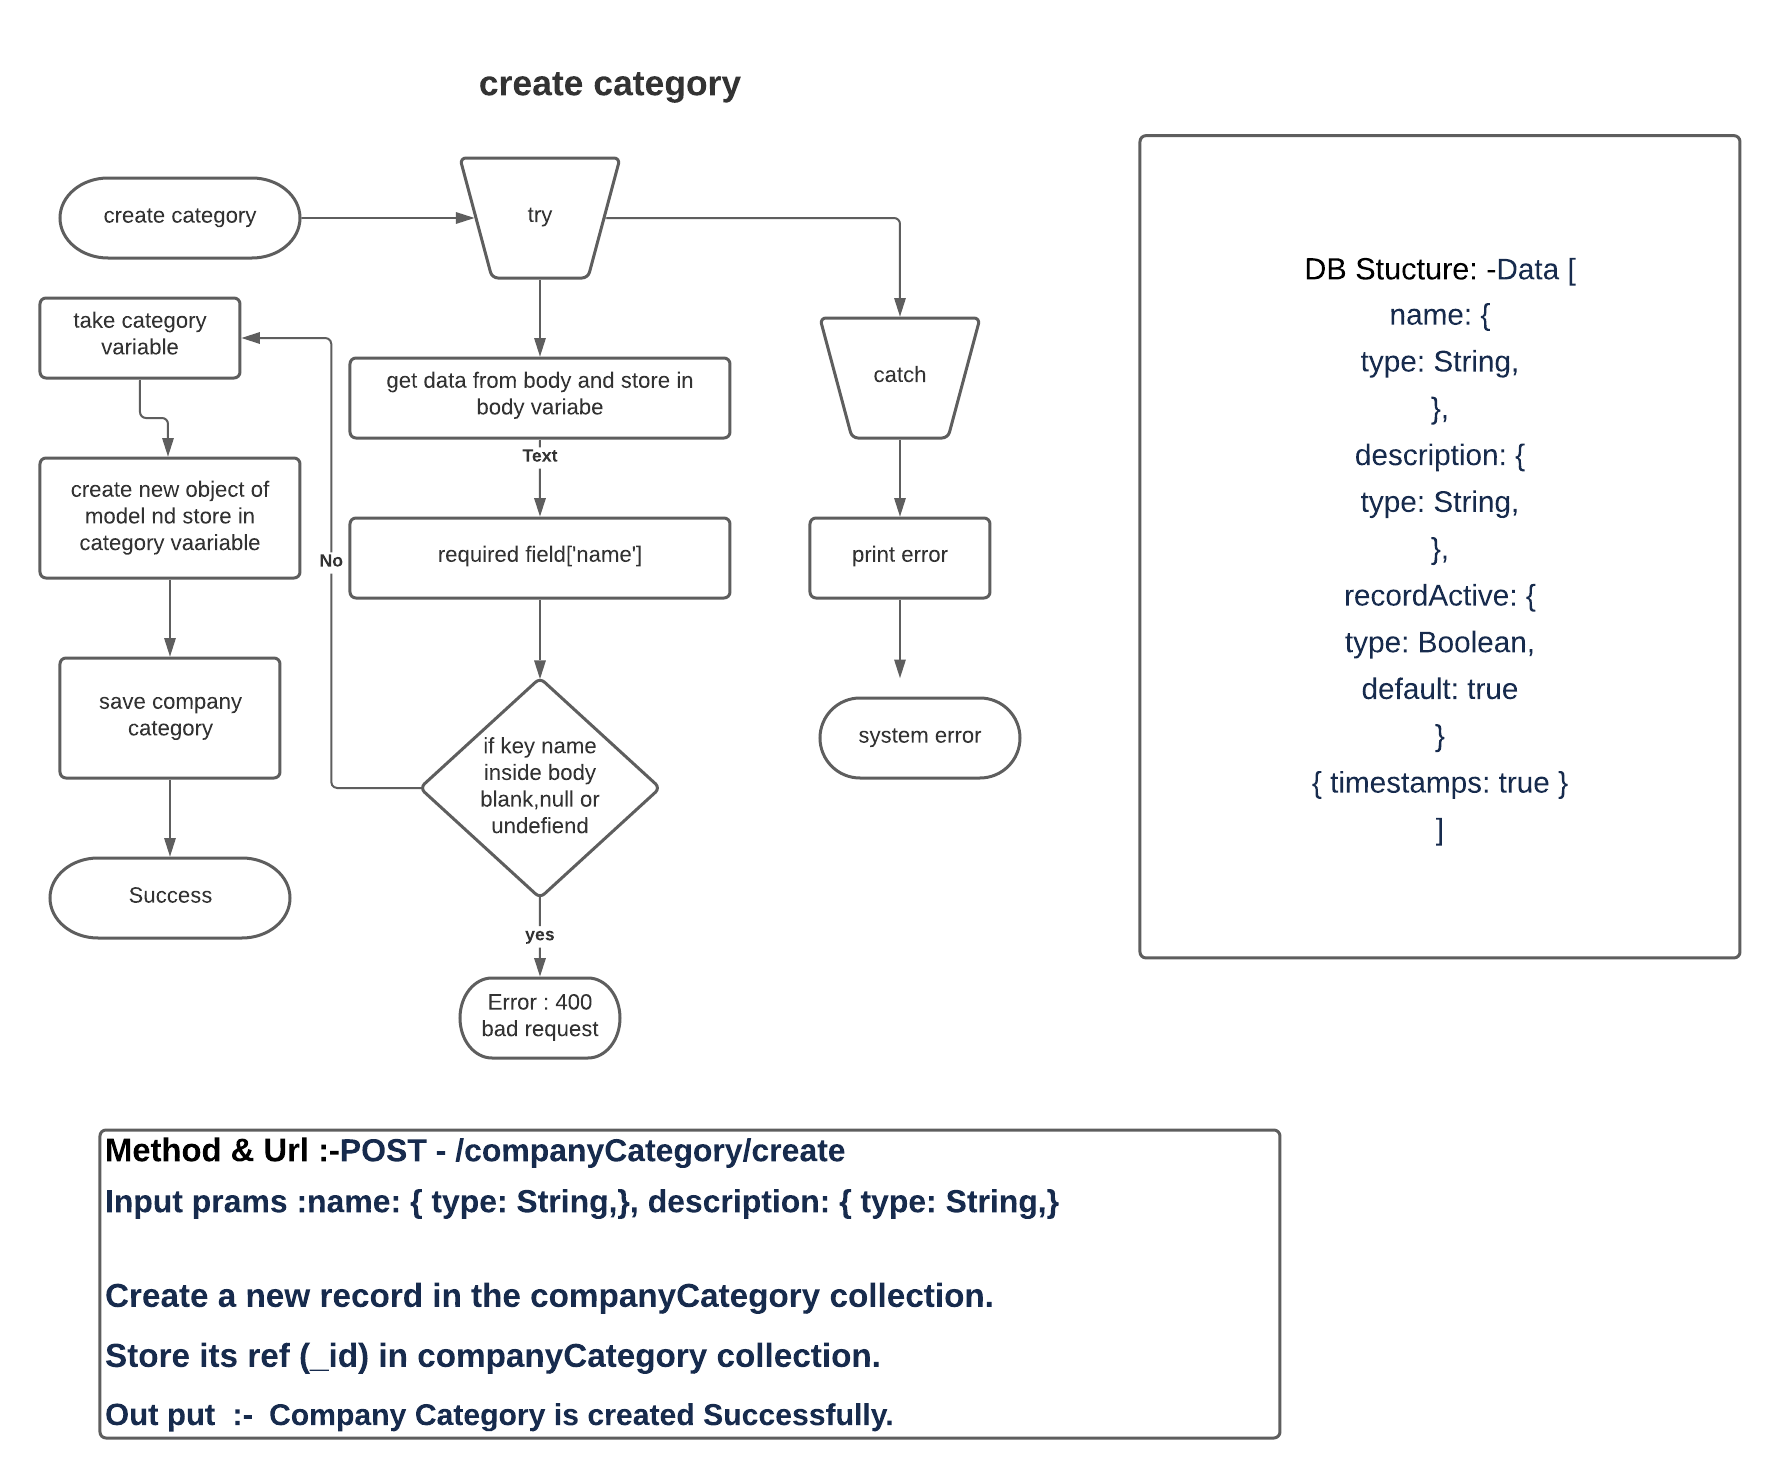 create category
create category
try
take category
variable
get data from body and store in
body variabe
catch
Text
create new object of
model nd store in
category vaariable
No
required field['name']
print error
save company
category
if key name
inside body
blank,null or
undefiend
system error
Success
yes
Error : 400
bad request
DB Stucture: -Data [
name: {
type: String,
},
description: {
type: String,
},
recordActive: {
type: Boolean,
default: true
}
{ timestamps: true }
]
Method & Url :-POST - /companyCategory/create
Input prams :name: { type: String,}, description: { type: String,}
Create a new record in the companyCategory collection.
Store its ref (_id) in companyCategory collection.
Out put  :-  Company Category is created Successfully.